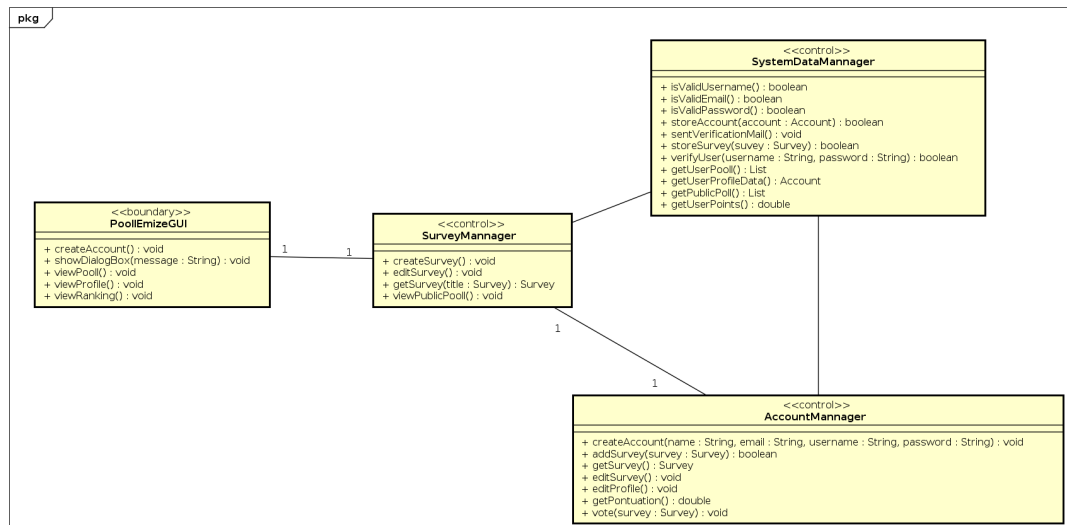 pkg
<<control>>
SystemDataMannager
+ isValidUsername() : boolean
+ isValidEmail() : boolean
+ isValidPassword() : boolean
+ storeAccount(account : Account) : boolean
+ sentVerificationMail() : void
+ storeSurvey(suvey : Survey) : boolean
+ verifyUser(username : String, password : String) : boolean
+ getUserPooll() : List
+ getUserProfileData() : Account
+ getPublicPoll() : List
+ getUserPoints() : double
<<boundary>>
PoollEmizeGUI
+ createAccount() : void
+ showDialogBox(message : String) : void
+ viewPooll() : void
+ viewProfile() : void
+ viewRanking() : void
1
1
<<control>>
SurveyMannager
+ createSurvey() : void
+ editSurvey() : void
+ getSurvey(title : Survey) : Survey
+ viewPublicPooll() : void
1
1
<<control>>
AccountMannager
+ createAccount(name : String, email : String, username : String, password : String) : void
+ addSurvey(survey : Survey) : boolean
+ getSurvey() : Survey
+ editSurvey() : void
+ editProfile() : void
+ getPontuation() : double
+ vote(survey : Survey) : void